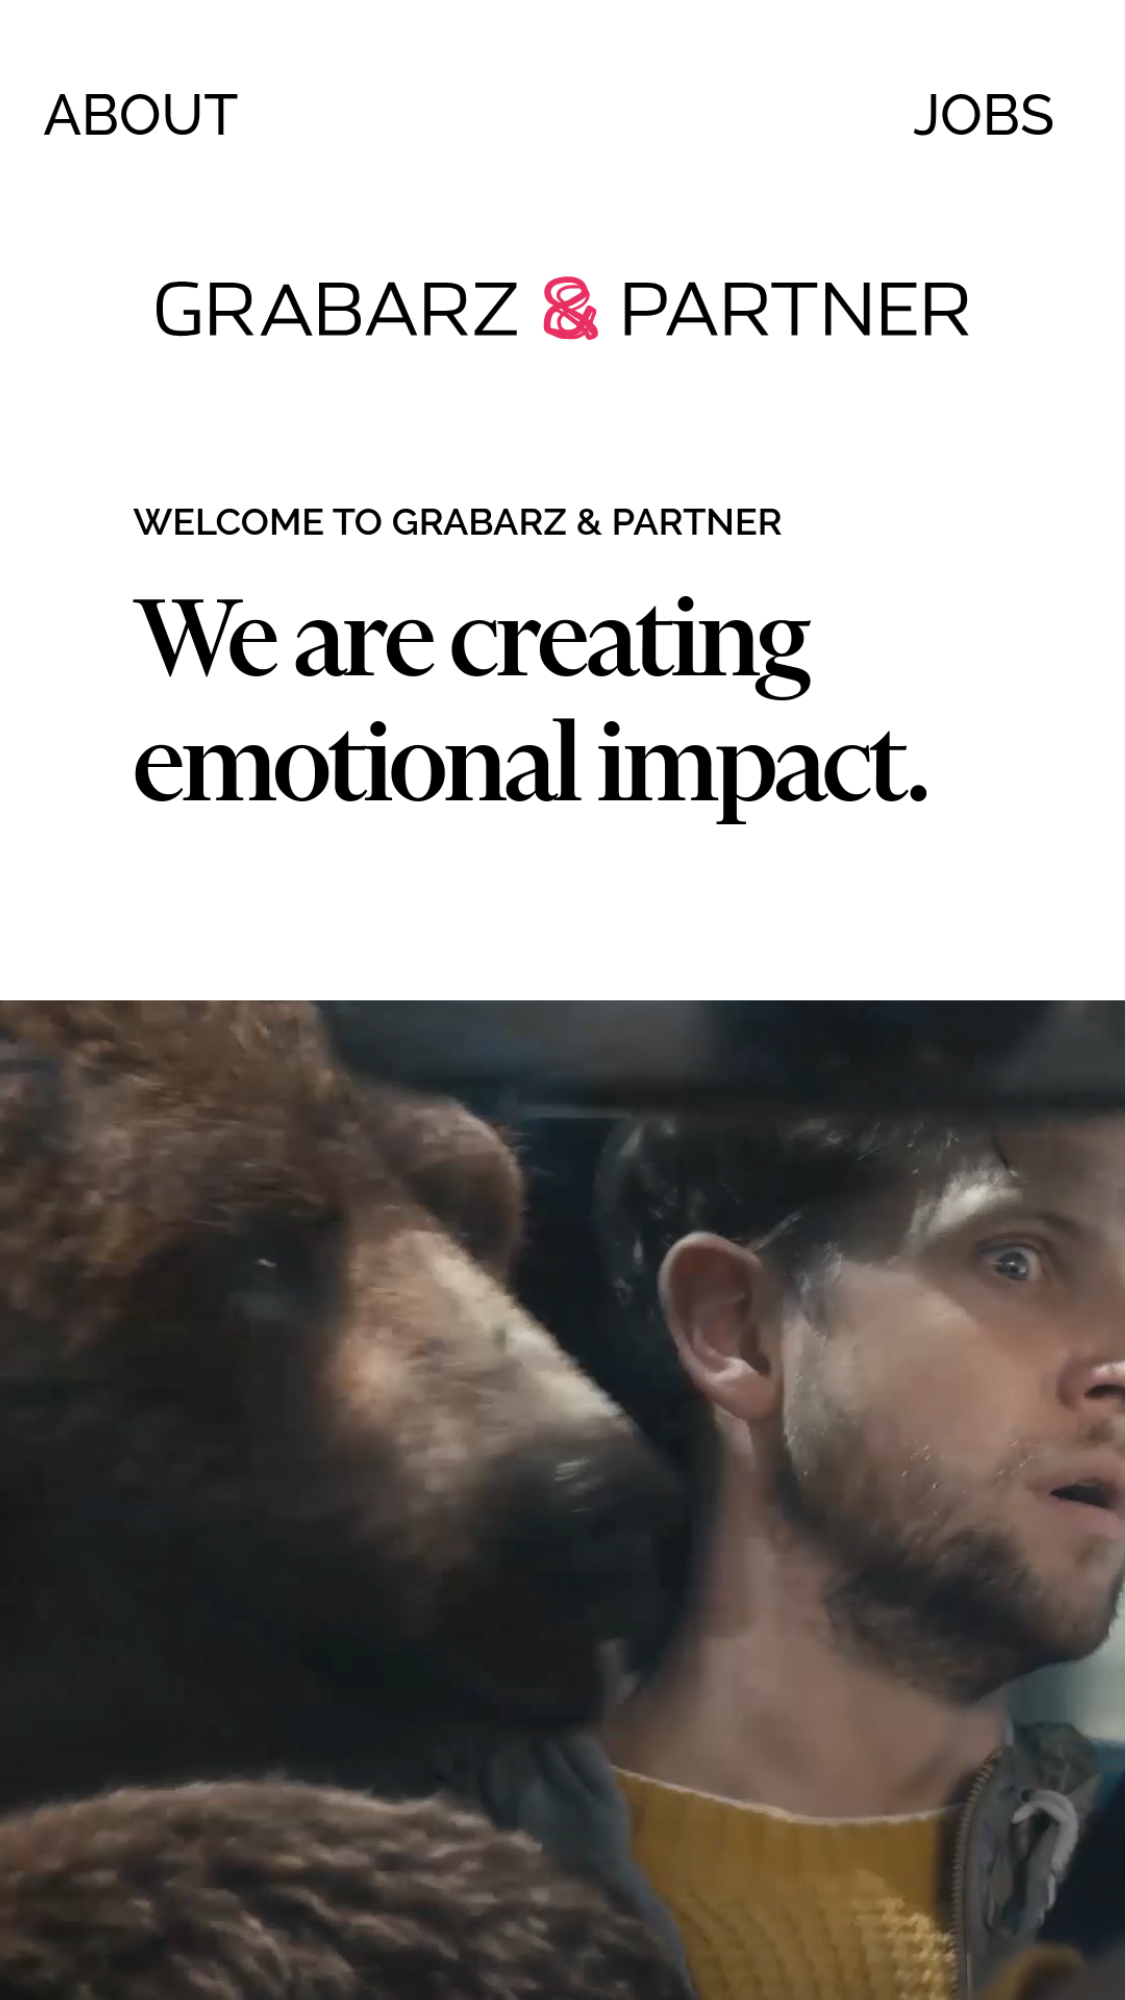 ABOUT
JOBS
GRABARZ & PARTNER
WELCOME TO GRABARZ & PARTNER
We are creating
emotional impact.